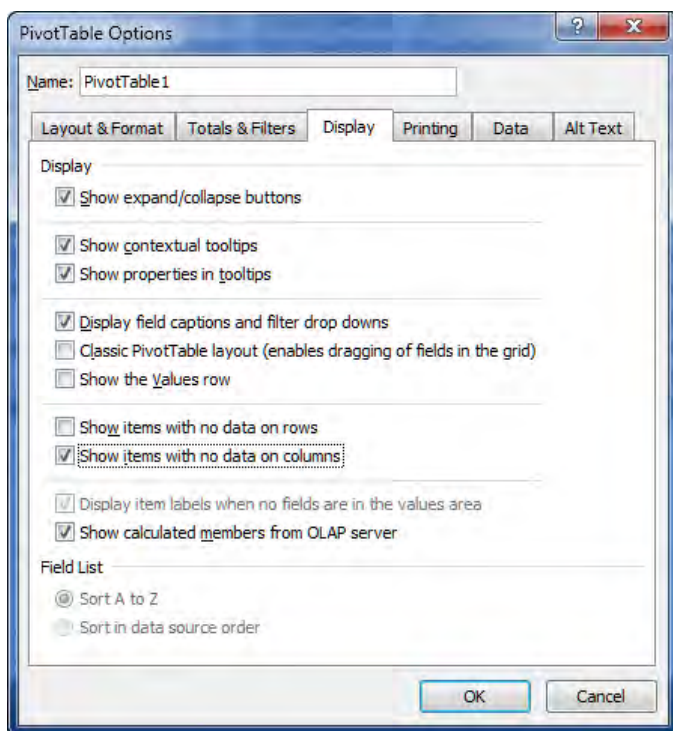 PivotTable Options
?
X
Name: PivotTable1
Layout & Format Totals & Filters Display Printing Data Alt Text
Display
Show expand/collapse buttons
Show contextual tooltips
Show properties in tooltips
Display field captions and filter drop downs
Classic PivotTable layout (enables dragging of fields in the grid)
Show the Values row
Show items with no data on rows
Show items with no data on columns
Display item labels when no fields are in the values area
Show calculated members from OLAP server
Field List
Sort A to Z
Sort in data source order
OK Cancel